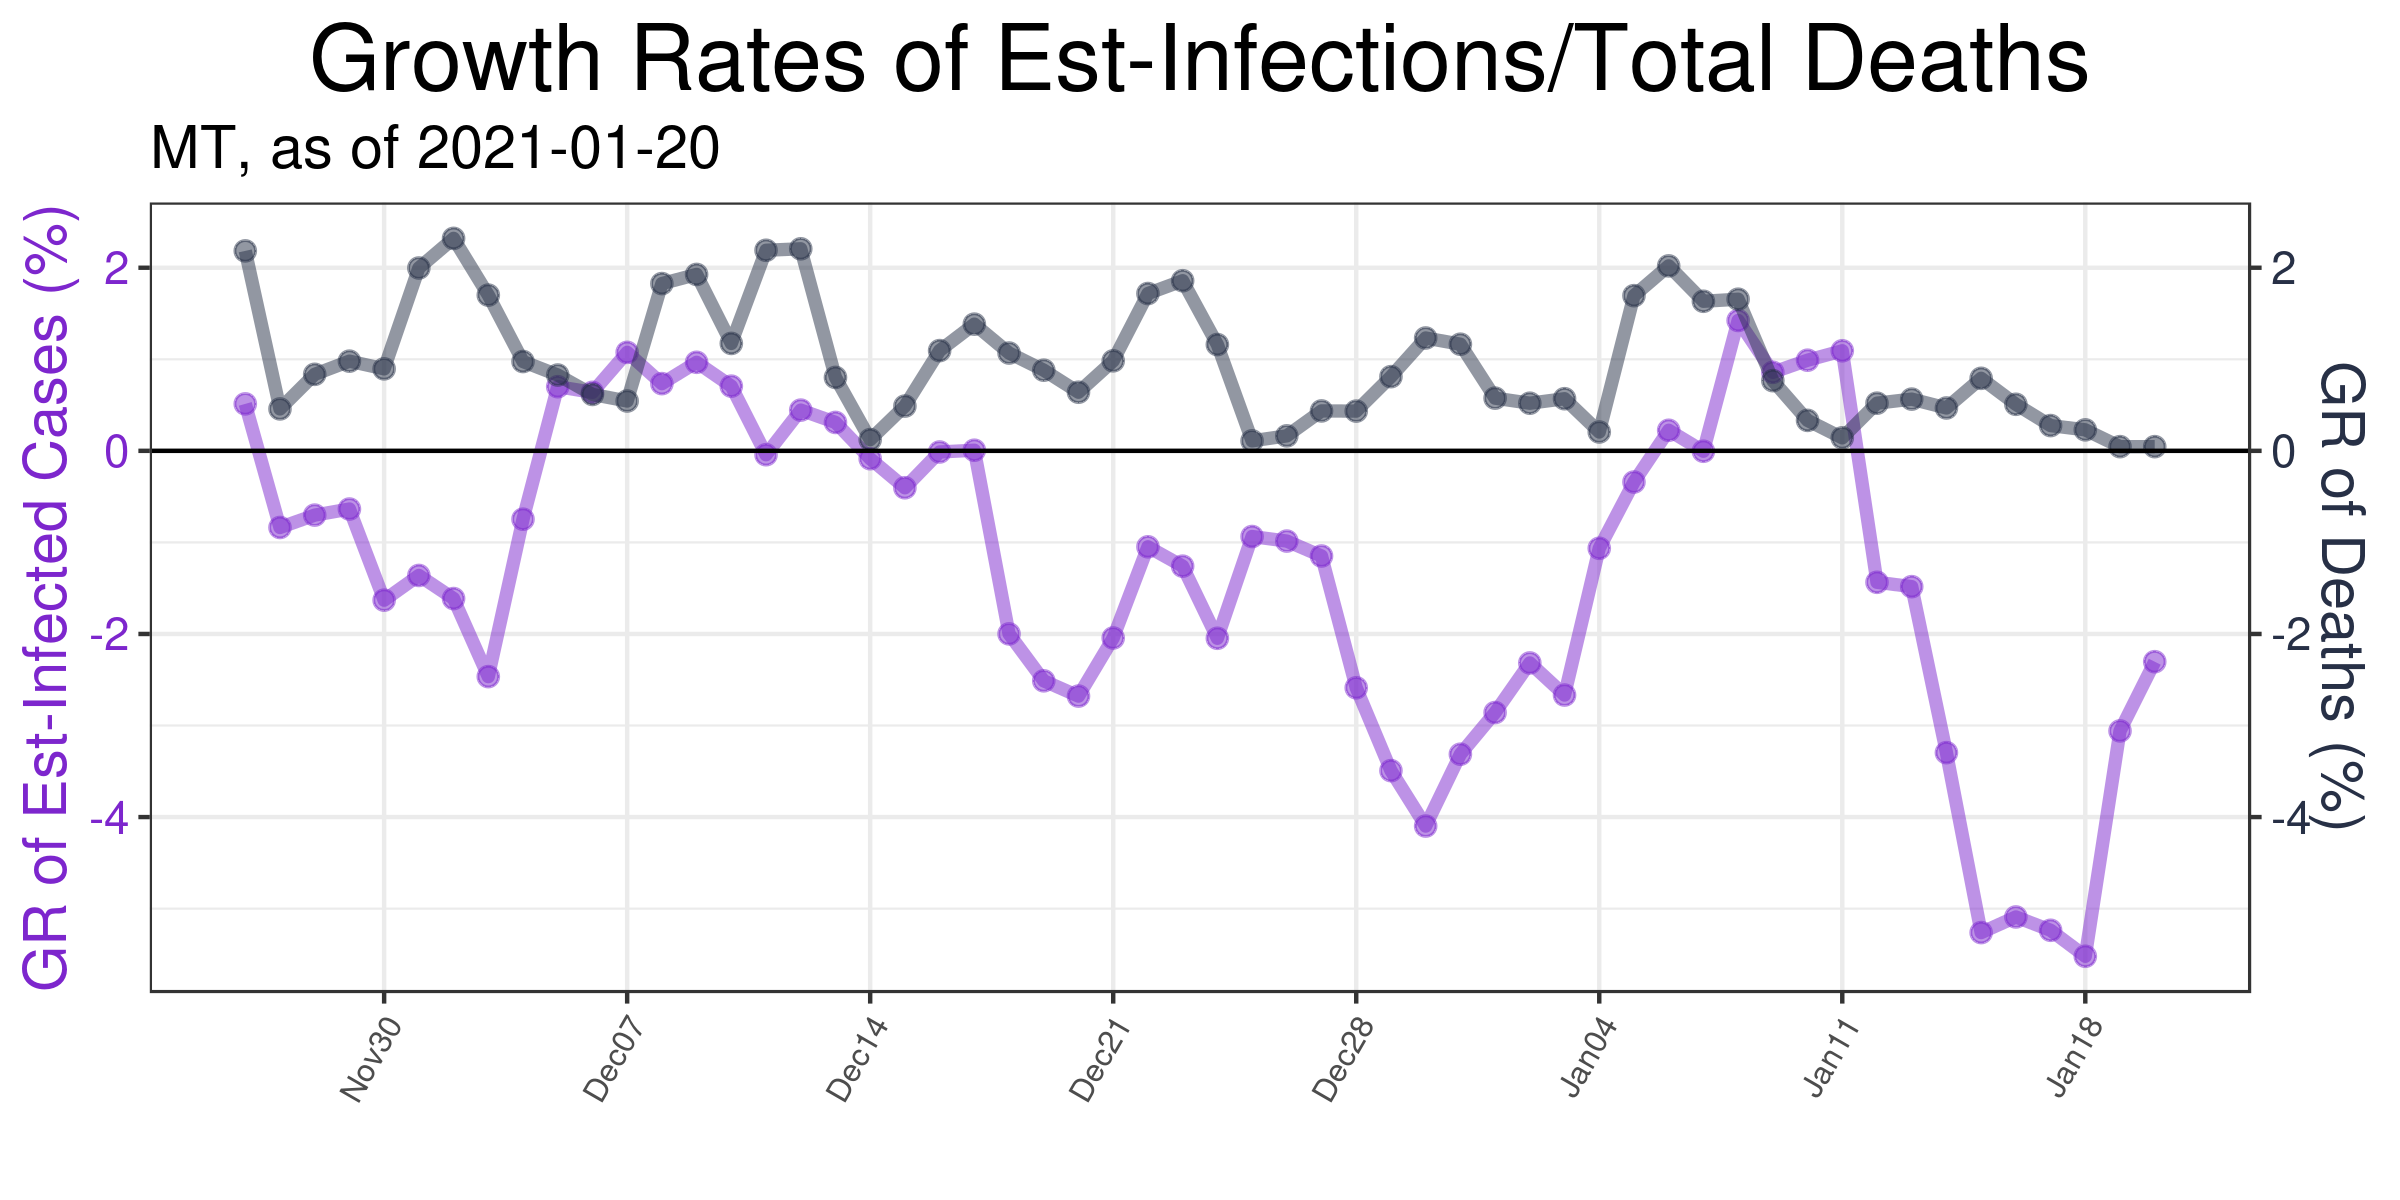 Growth Rates of Est-Infections/Total Deaths
MT, as of 2021-01-20
GR of Est-Infected Cases (%)
2
0
-2
-4
2
0
-2
-4
GR of Deaths (%)
Nov30
Dec07
Dec14
Dec21
Dec28
Jan04
Jan11
Jan18